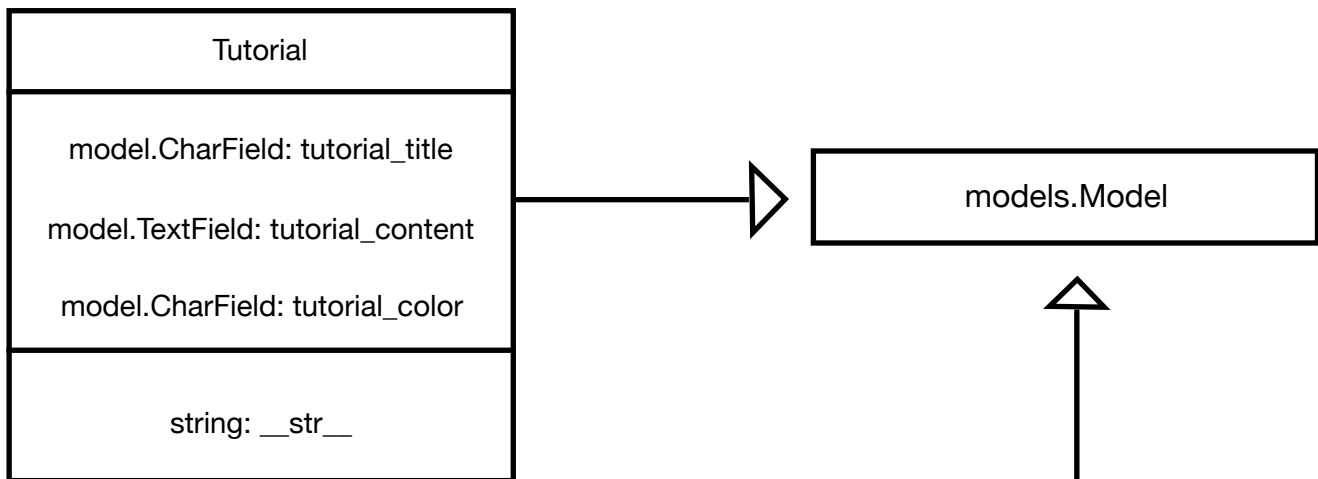 Tutorial
model.CharField: tutorial_title
model.TextField: tutorial_content
model.CharField: tutorial_color
string: __str__
models.Model